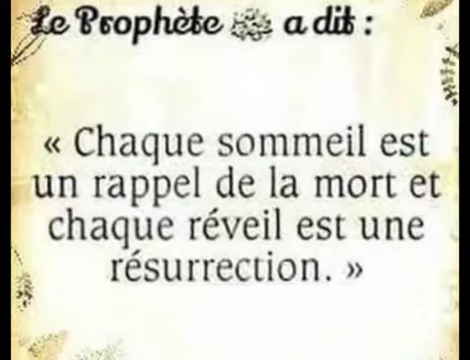 Le Prophète ﷺ a dit :
« Chaque sommeil est
un rappel de la mort et
chaque réveil est une
résurrection. »